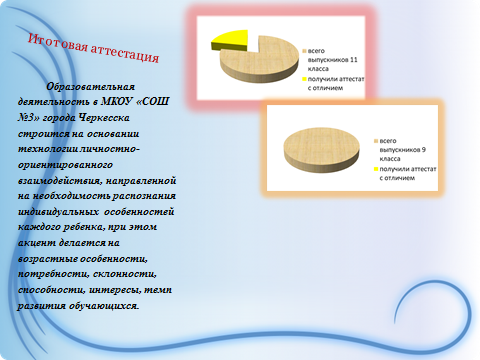 Итоговая аттестация
Образовательная
деятельность в МКОУ «СОШ
№3» города Черкесска
строится на основании
технологии личностно-
ориентированного
взаимодействия, направленной
на необходимость распознания
индивидуальных особенностей
каждого ребенка, при этом
акцент делается на
возрастные особенности,
потребности, склонности,
способности, интересы, темп
развития обучающихся.
всего
выпускников 11
класса
получили аттестат
с отличием
всего
выпускников 9
класса
получили аттестат
с отличием